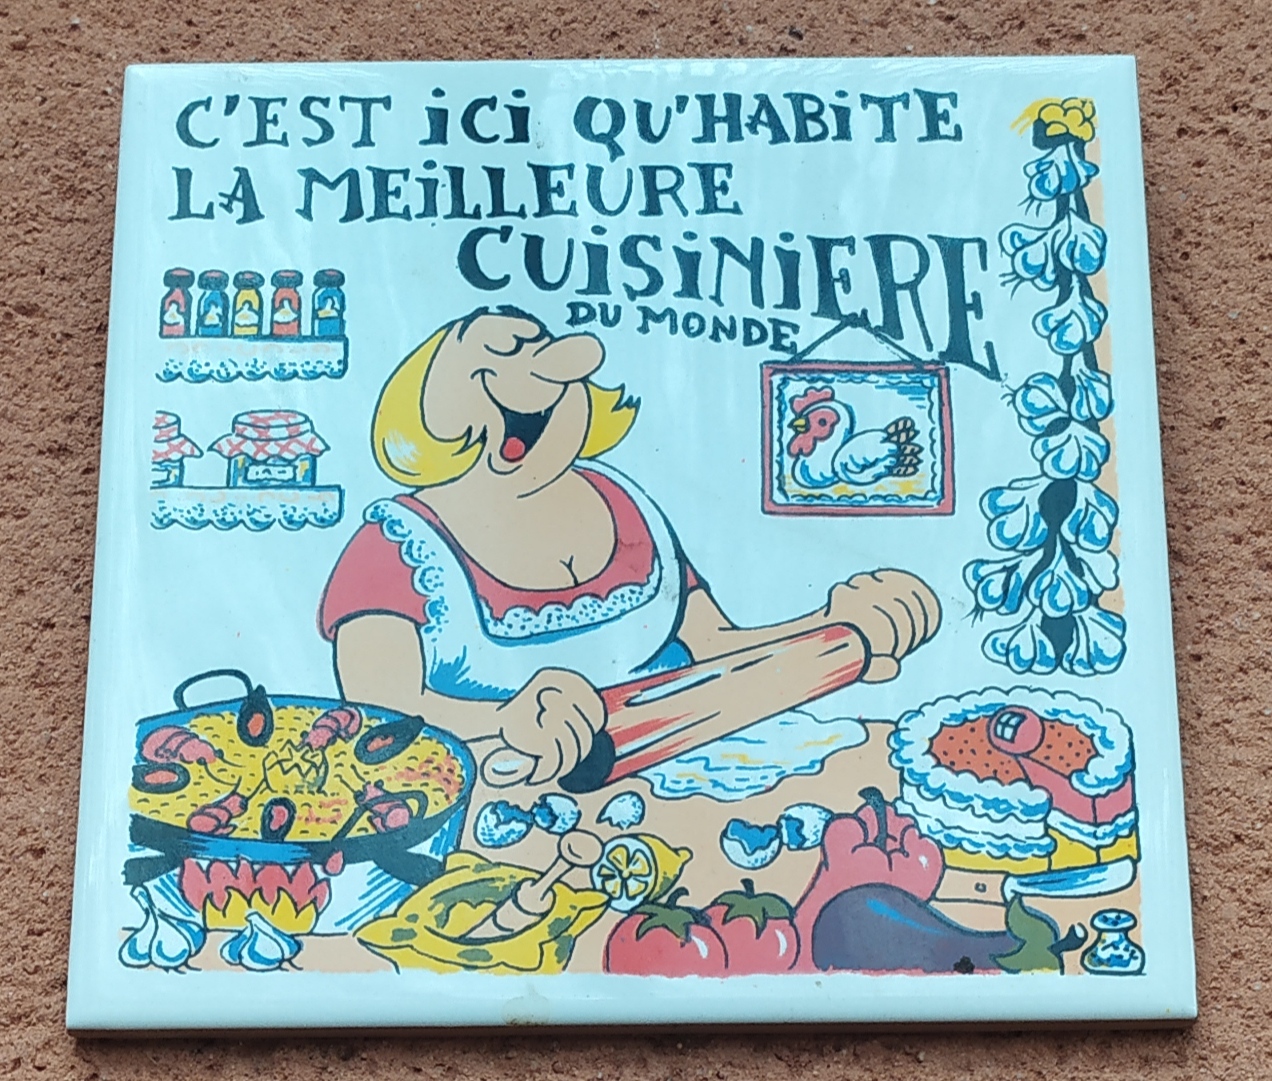 C'EST iCi QU'HABiTE
LA MEiLLEURE
CUiSiNiERE
DU MONDE